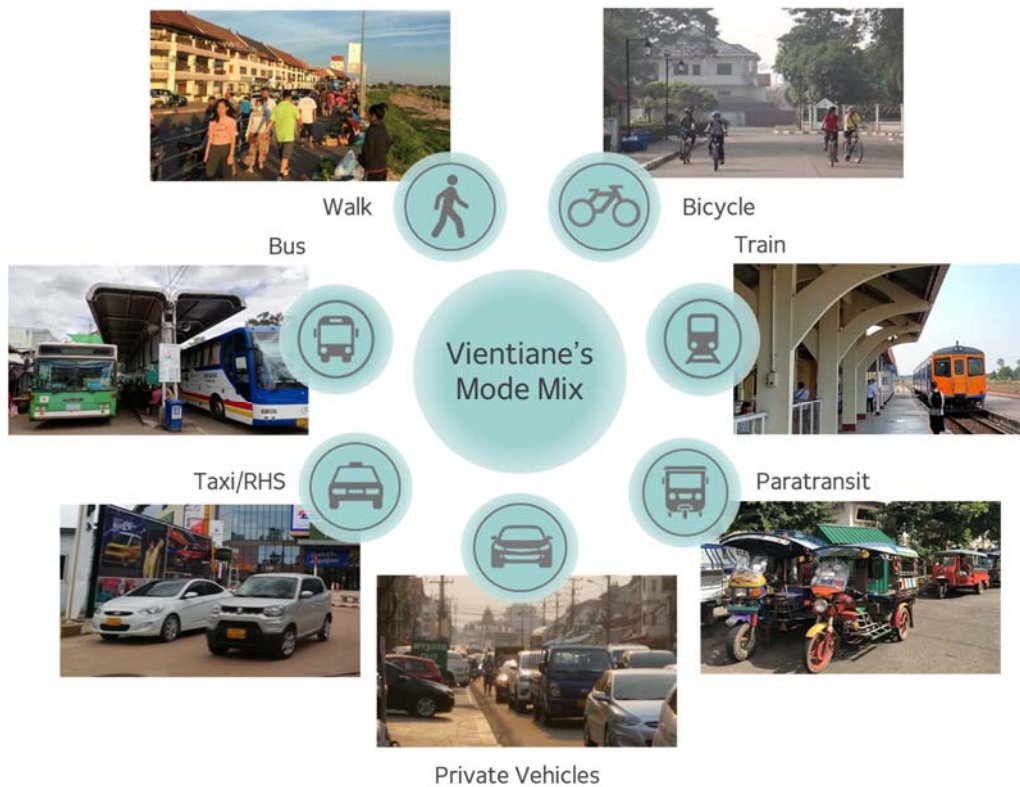 Walk
Bicycle
Bus
Train
Vientiane's
Mode Mix
Taxi/RHS
Paratransit
Private Vehicles